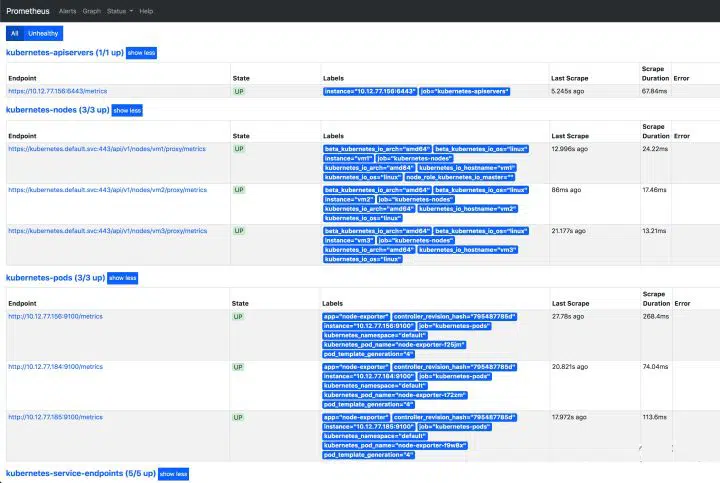 Prometheus Alerts Graph Status Help
All Unhealthy
kubernetes-apiservers (1/1 up) show less
Endpoint State Labels Last Scrape Scrape Duration Error
https://10.12.77.156:6443/metrics UP instance="10.12.77.156:6443" job="kubernetes-apiservers" 5.245s ago 67.84ms
kubernetes-nodes (3/3 up) show less
Endpoint State Labels Last Scrape Scrape Duration Error
https://kubernetes.default.svc:443/api/v1/nodes/vm1/proxy/metrics UP beta_kubernetes_io_arch="amd64" beta_kubernetes_io_os="linux" 12.996s ago 24.22ms
instance="vm1" job="kubernetes-nodes"
kubernetes_io_arch="amd64" kubernetes_io_hostname="vm1"
kubernetes_io_os="linux" node_role_kubernetes_io_master=""
https://kubernetes.default.svc:443/api/v1/nodes/vm2/proxy/metrics UP beta_kubernetes_io_arch="amd64" beta_kubernetes_io_os="linux" 86ms ago 17.46ms
instance="vm2" job="kubernetes-nodes"
kubernetes_io_arch="amd64" kubernetes_io_hostname="vm2"
kubernetes_io_os="linux"
https://kubernetes.default.svc:443/api/v1/nodes/vm3/proxy/metrics UP beta_kubernetes_io_arch="amd64" beta_kubernetes_io_os="linux" 21.177s ago 13.21ms
instance="vm3" job="kubernetes-nodes"
kubernetes_io_arch="amd64" kubernetes_io_hostname="vm3"
kubernetes_io_os="linux"
kubernetes-pods (3/3 up) show less
Endpoint State Labels Last Scrape Scrape Duration Error
http://10.12.77.156:9100/metrics UP app="node-exporter" controller_revision_hash="795487785d" 27.78s ago 268.4ms
instance="10.12.77.156:9100" job="kubernetes-pods"
kubernetes_namespace="default"
kubernetes_pod_name="node-exporter-f25jm"
pod_template_generation="4"
http://10.12.77.184:9100/metrics UP app="node-exporter" controller_revision_hash="795487785d" 20.821s ago 74.04ms
instance="10.12.77.184:9100" job="kubernetes-pods"
kubernetes_namespace="default"
kubernetes_pod_name="node-exporter-t72zm"
pod_template_generation="4"
http://10.12.77.185:9100/metrics UP app="node-exporter" controller_revision_hash="795487785d" 17.972s ago 113.6ms
instance="10.12.77.185:9100" job="kubernetes-pods"
kubernetes_namespace="default"
kubernetes_pod_name="node-exporter-f9w8x"
pod_template_generation="4"
kubernetes-service-endpoints (5/5 up) show less